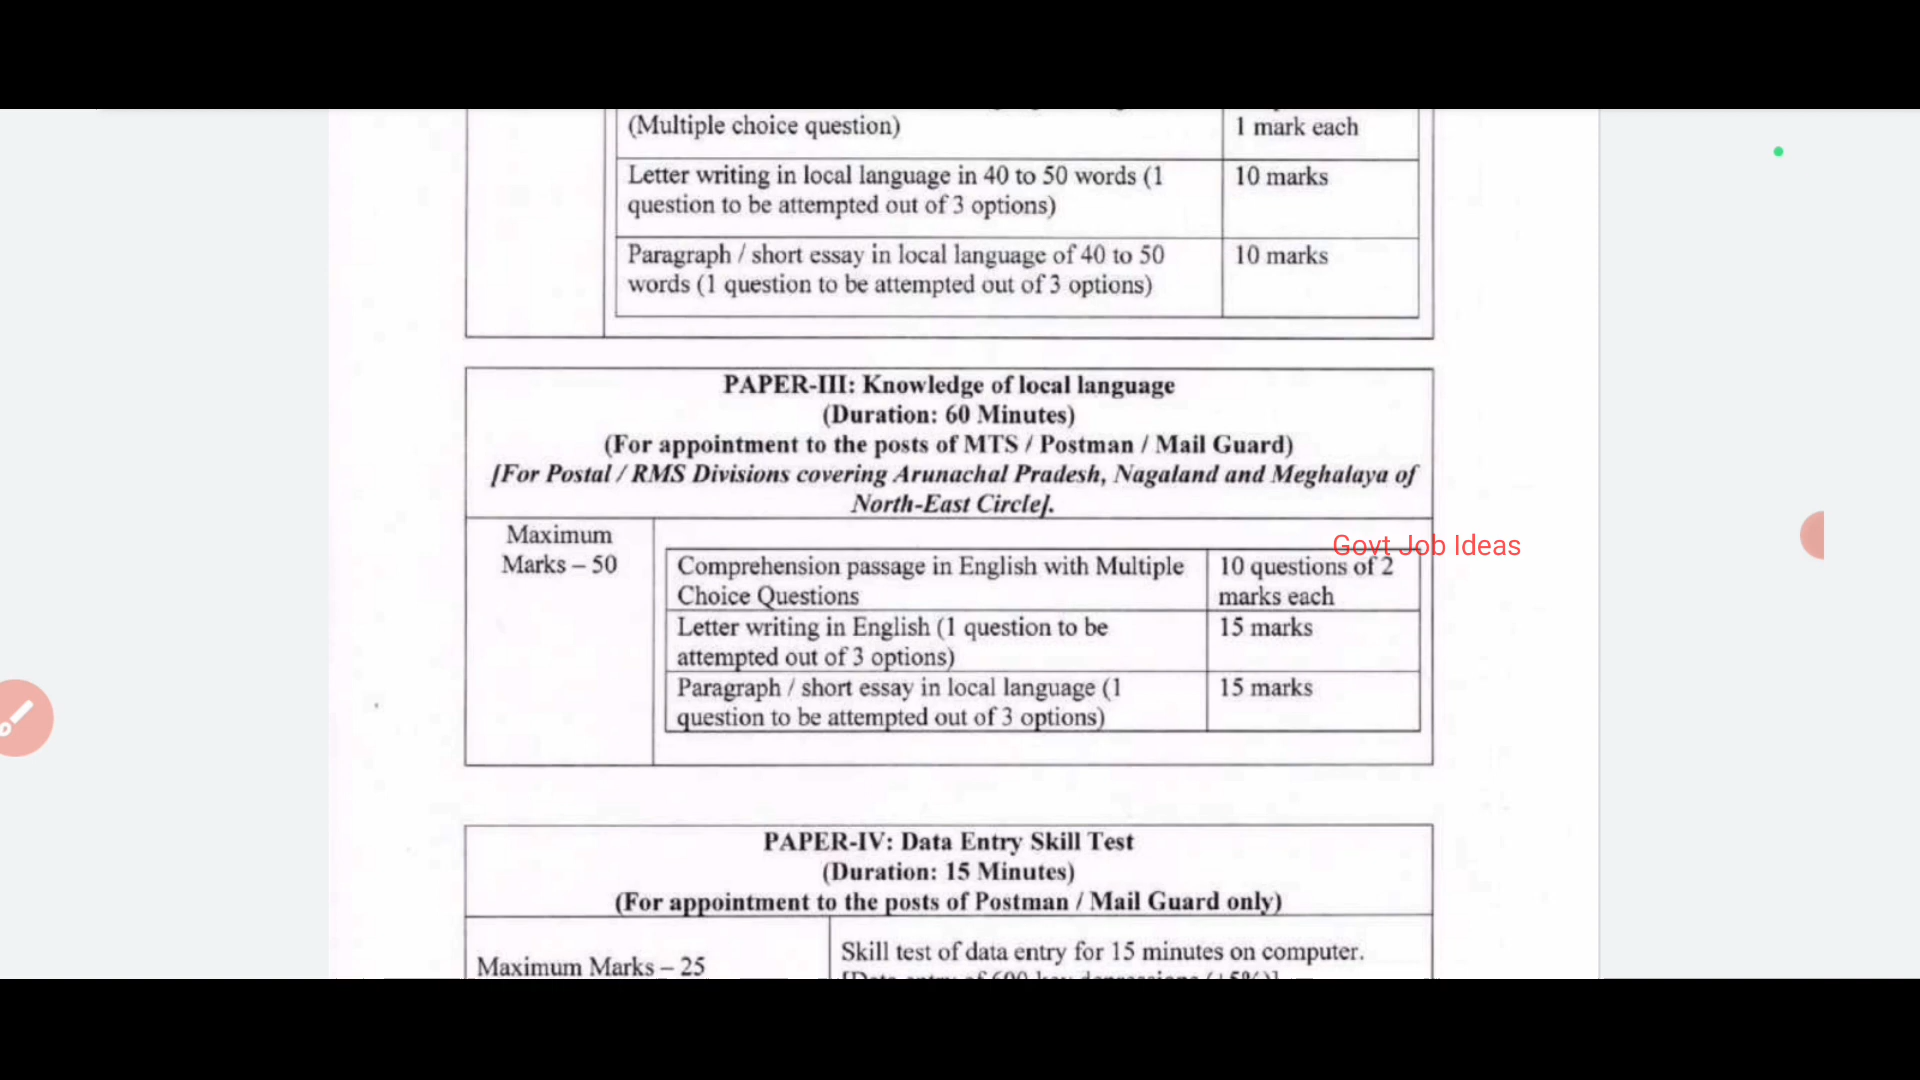 (Multiple choice question)
1 mark each
Letter writing in local language in 40 to 50 words (1
question to be attempted out of 3 options)
10 marks
Paragraph / short essay in local language of 40 to 50
words (1 question to be attempted out of 3 options)
10 marks
PAPER-III: Knowledge of local language
(Duration: 60 Minutes)
(For appointment to the posts of MTS / Postman / Mail Guard)
[For Postal / RMS Divisions covering Arunachal Pradesh, Nagaland and Meghalaya of
North-East Circle].
Maximum
Marks – 50
Govt Job Ideas
Comprehension passage in English with Multiple
Choice Questions
10 questions of 2
marks each
Letter writing in English (1 question to be
attempted out of 3 options)
15 marks
Paragraph / short essay in local language (1
question to be attempted out of 3 options)
15 marks
PAPER-IV: Data Entry Skill Test
(Duration: 15 Minutes)
(For appointment to the posts of Postman / Mail Guard only)
Maximum Marks – 25
Skill test of data entry for 15 minutes on computer.